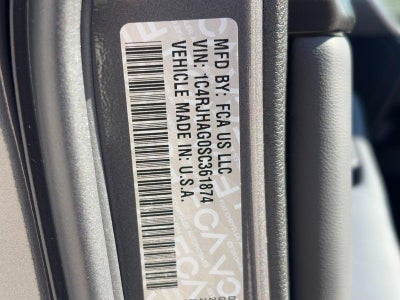 MFD BY: FCA US LLC
VIN: 1C4RJHAG0SC361874
VEHICLE MADE IN: U.S.A.